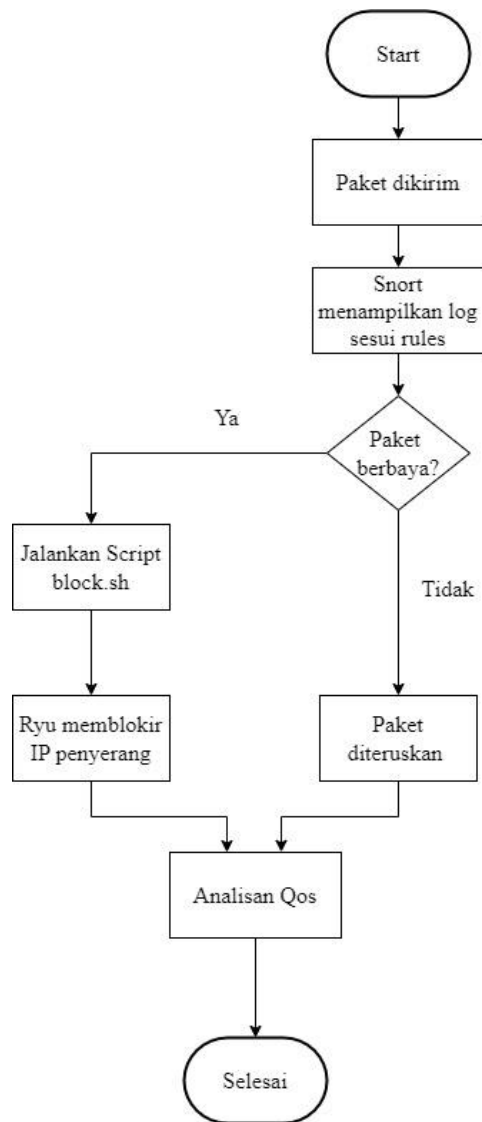 Start
Paket dikirim
Snort
menampilkan log
sesui rules
Paket
berbaya?
Ya
Tidak
Jalankan Script
block.sh
Ryu memblokir
IP penyerang
Paket
diteruskan
Analisan Qos
Selesai